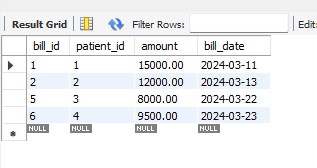 Result Grid Filter Rows: Edit:
bill_id patient_id amount bill_date
1 1 15000.00 2024-03-11
2 2 12000.00 2024-03-13
5 3 8000.00 2024-03-22
6 4 9500.00 2024-03-23
NULL NULL NULL NULL